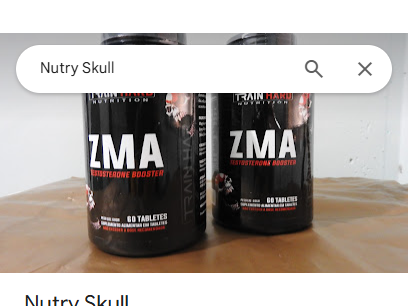 Nutry Skull
TRAIN HARD
NUTRITION
ZMA
TESTOSTERONE BOOSTER
60 TABLETES
TRAIN HARD
NUTRITION
ZMA
TESTOSTERONE BOOSTER
60 TABLETES
Nutry Skull